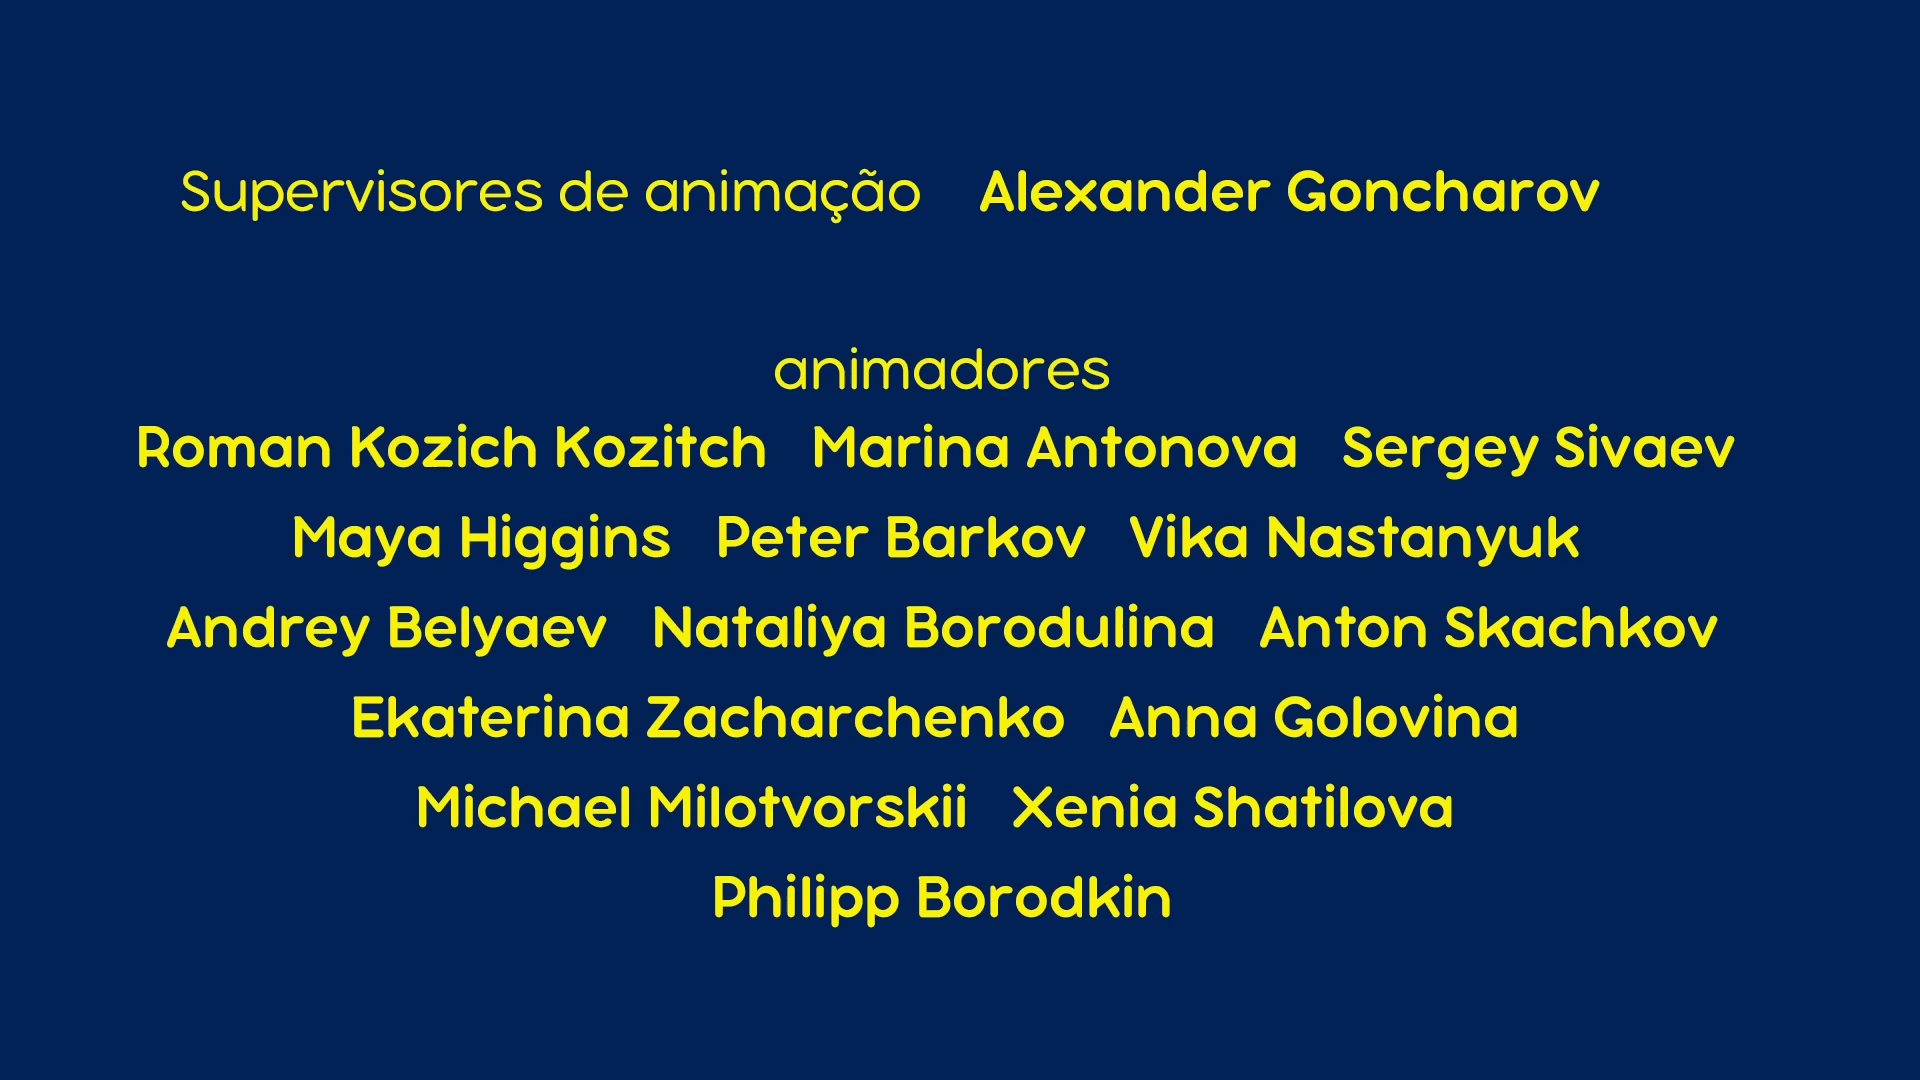 Supervisores de animação Alexander Goncharov
animadores
Roman Kozich Kozitch Marina Antonova Sergey Sivaev
Maya Higgins Peter Barkov Vika Nastanyuk
Andrey Belyaev Nataliya Borodulina Anton Skachkov
Ekaterina Zacharchenko Anna Golovina
Michael Milotvorskii Xenia Shatilova
Philipp Borodkin